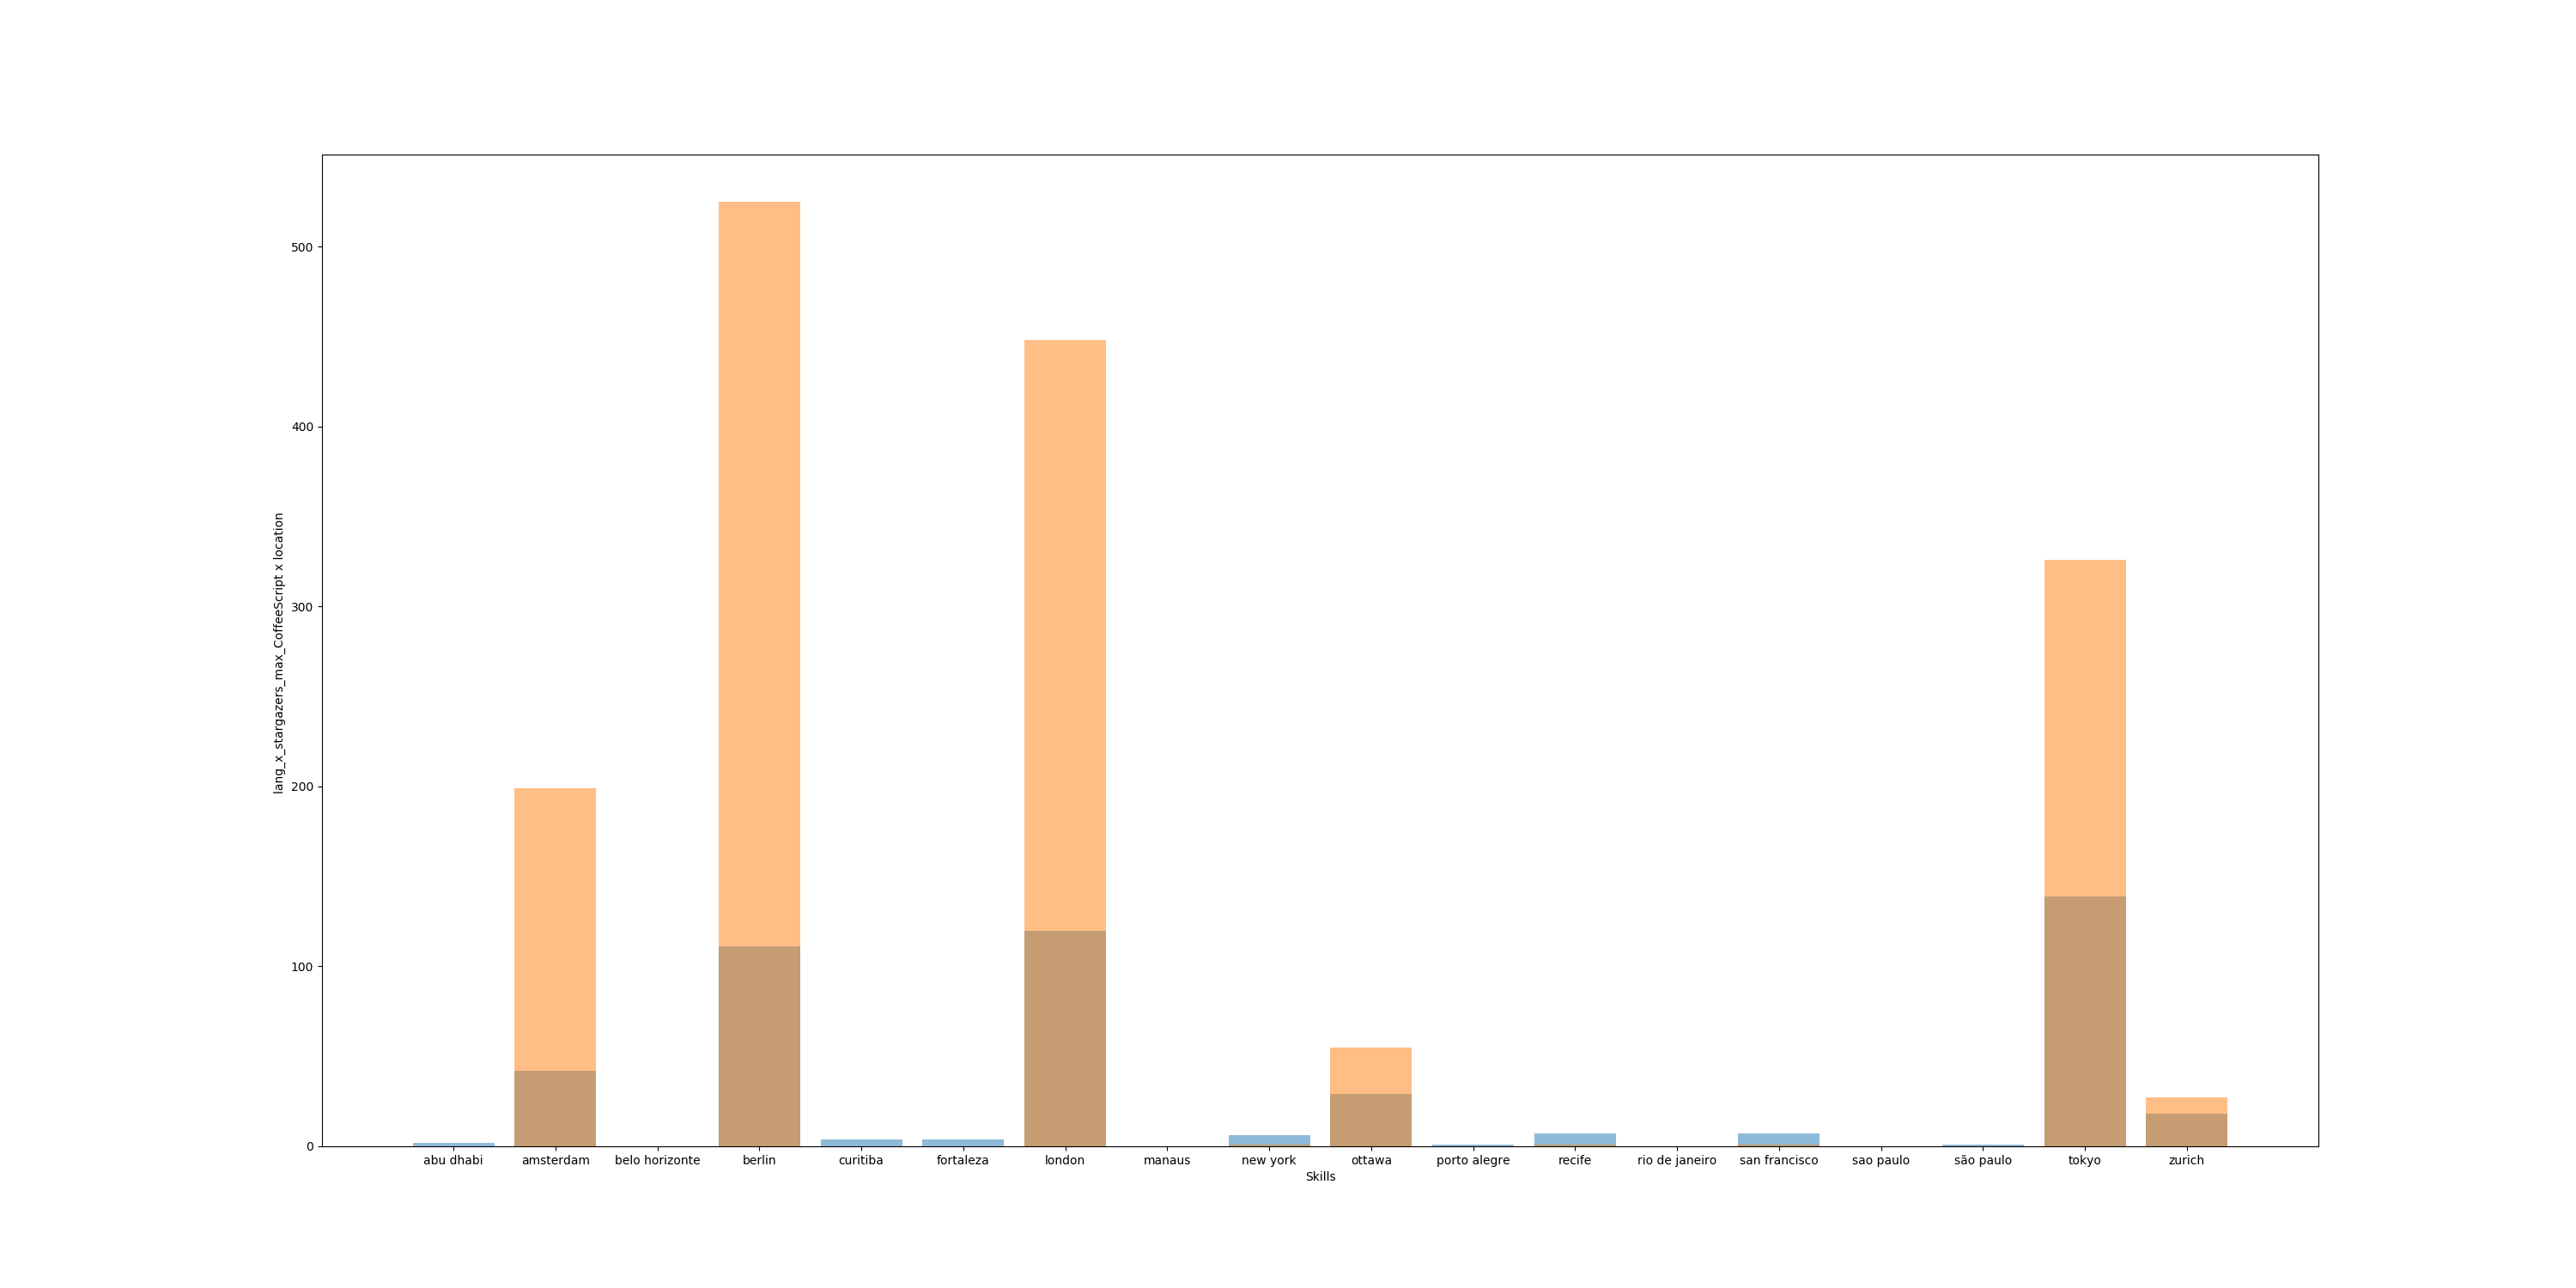 lang_x_stargazers_max_CoffeeScript x location
500
400
300
200
100
0
abu dhabi amsterdam belo horizonte berlin curitiba fortaleza london manaus new york ottawa porto alegre recife rio de janeiro san francisco sao paulo são paulo tokyo zurich
Skills